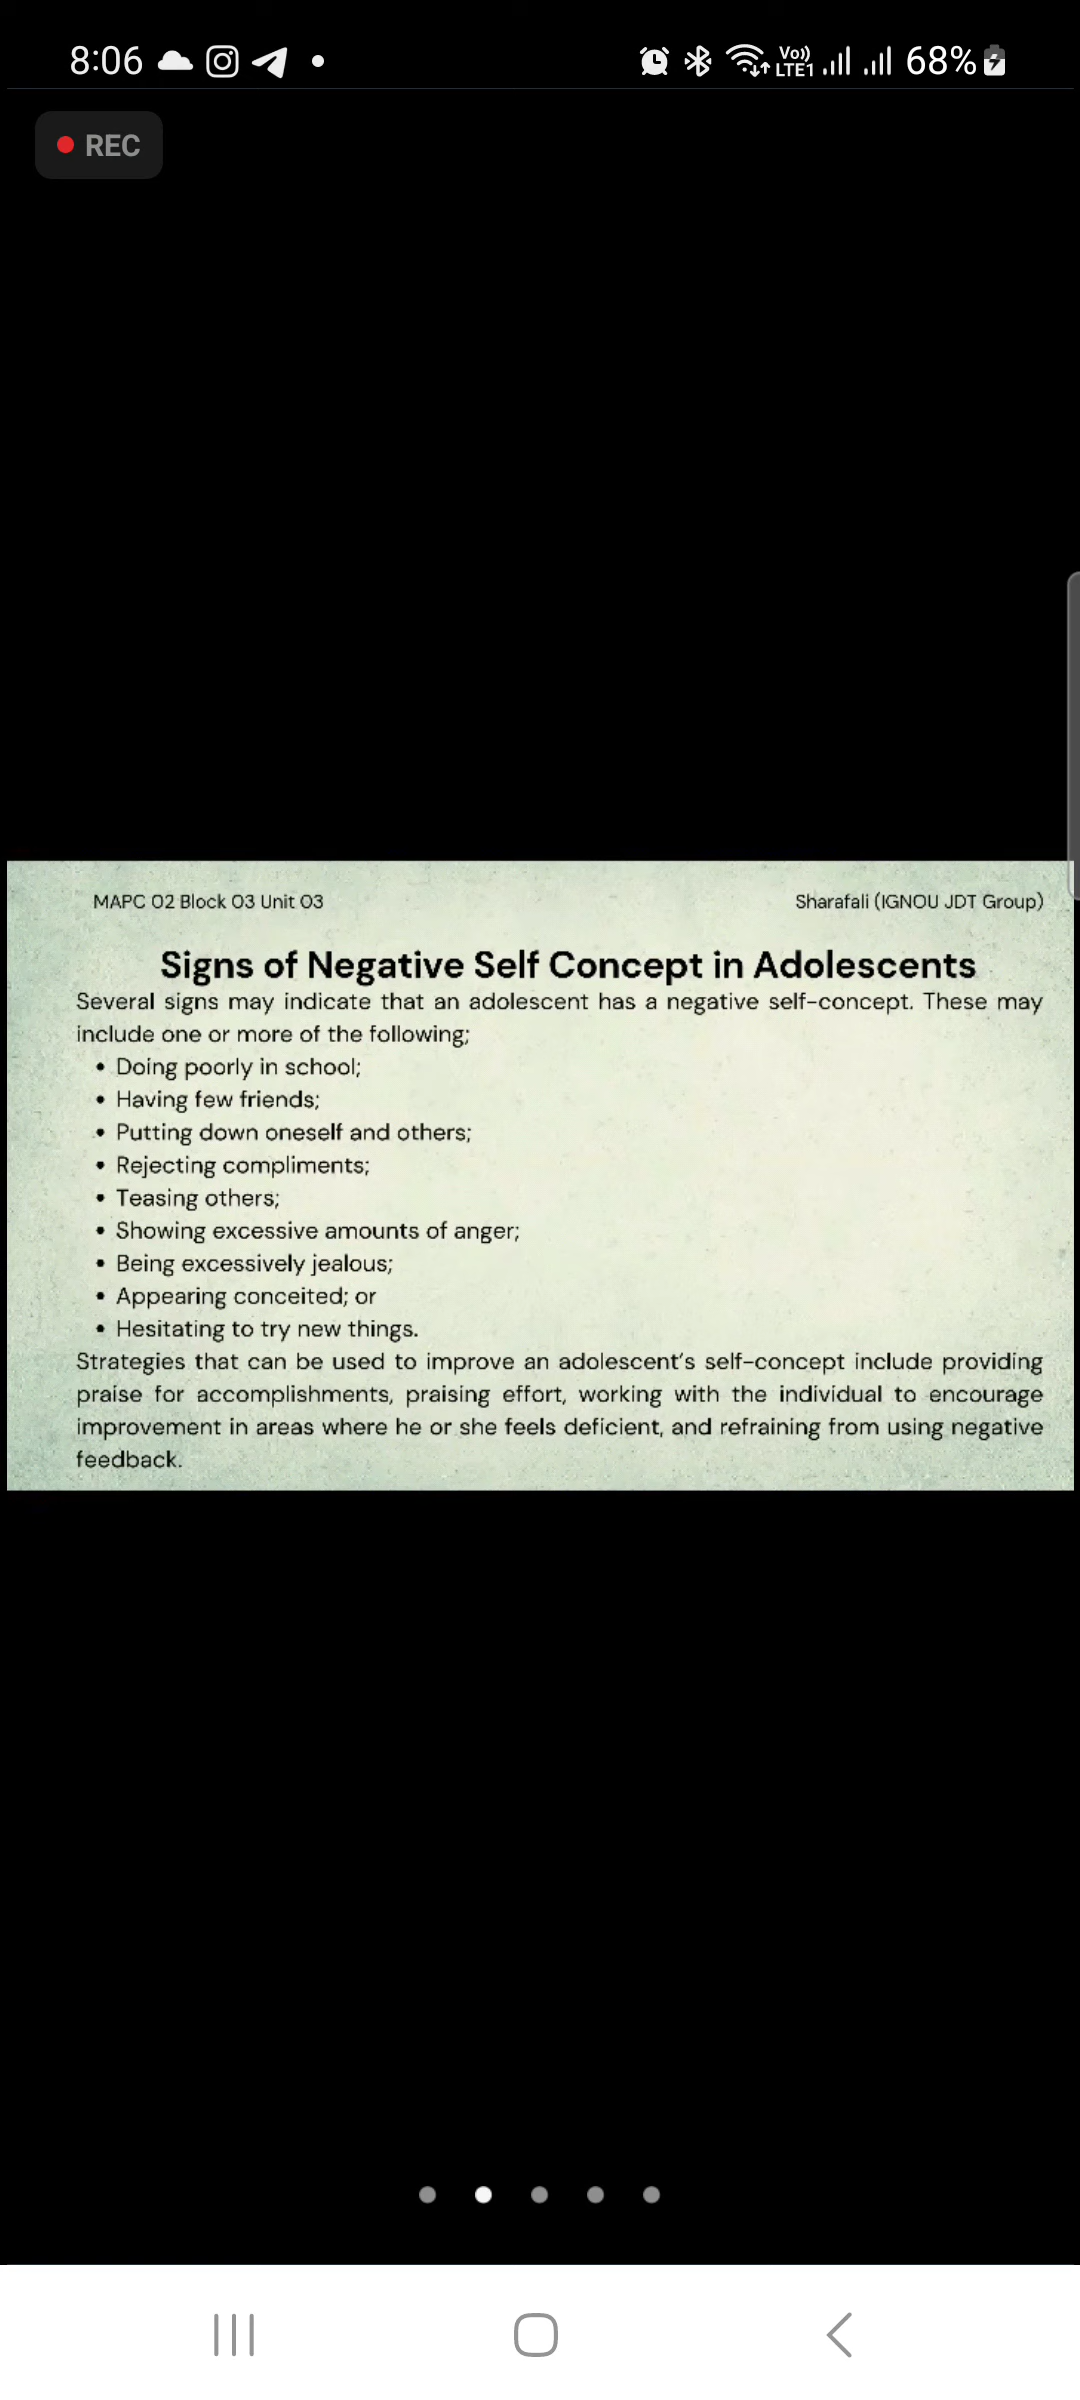 8:06
Vo)) LTE1 68%
REC
MAPC 02 Block 03 Unit 03
Sharafali (IGNOU JDT Group)
Signs of Negative Self Concept in Adolescents
Several signs may indicate that an adolescent has a negative self-concept. These may
include one or more of the following;
• Doing poorly in school;
• Having few friends;
• Putting down oneself and others;
• Rejecting compliments;
• Teasing others;
• Showing excessive amounts of anger;
• Being excessively jealous;
• Appearing conceited; or
• Hesitating to try new things.
Strategies that can be used to improve an adolescent's self-concept include providing
praise for accomplishments, praising effort, working with the individual to encourage
improvement in areas where he or she feels deficient, and refraining from using negative
feedback.